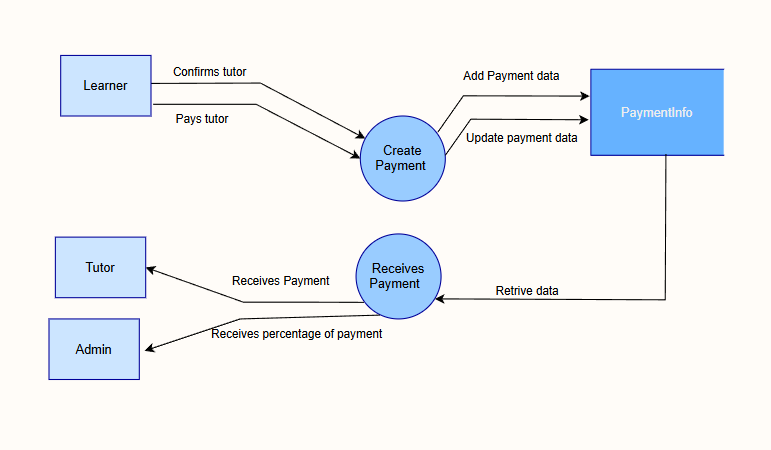 Learner
Confirms tutor
Pays tutor
Create
Payment
Add Payment data
Update payment data
PaymentInfo
Tutor
Receives Payment
Receives
Payment
Retrive data
Admin
Receives percentage of payment